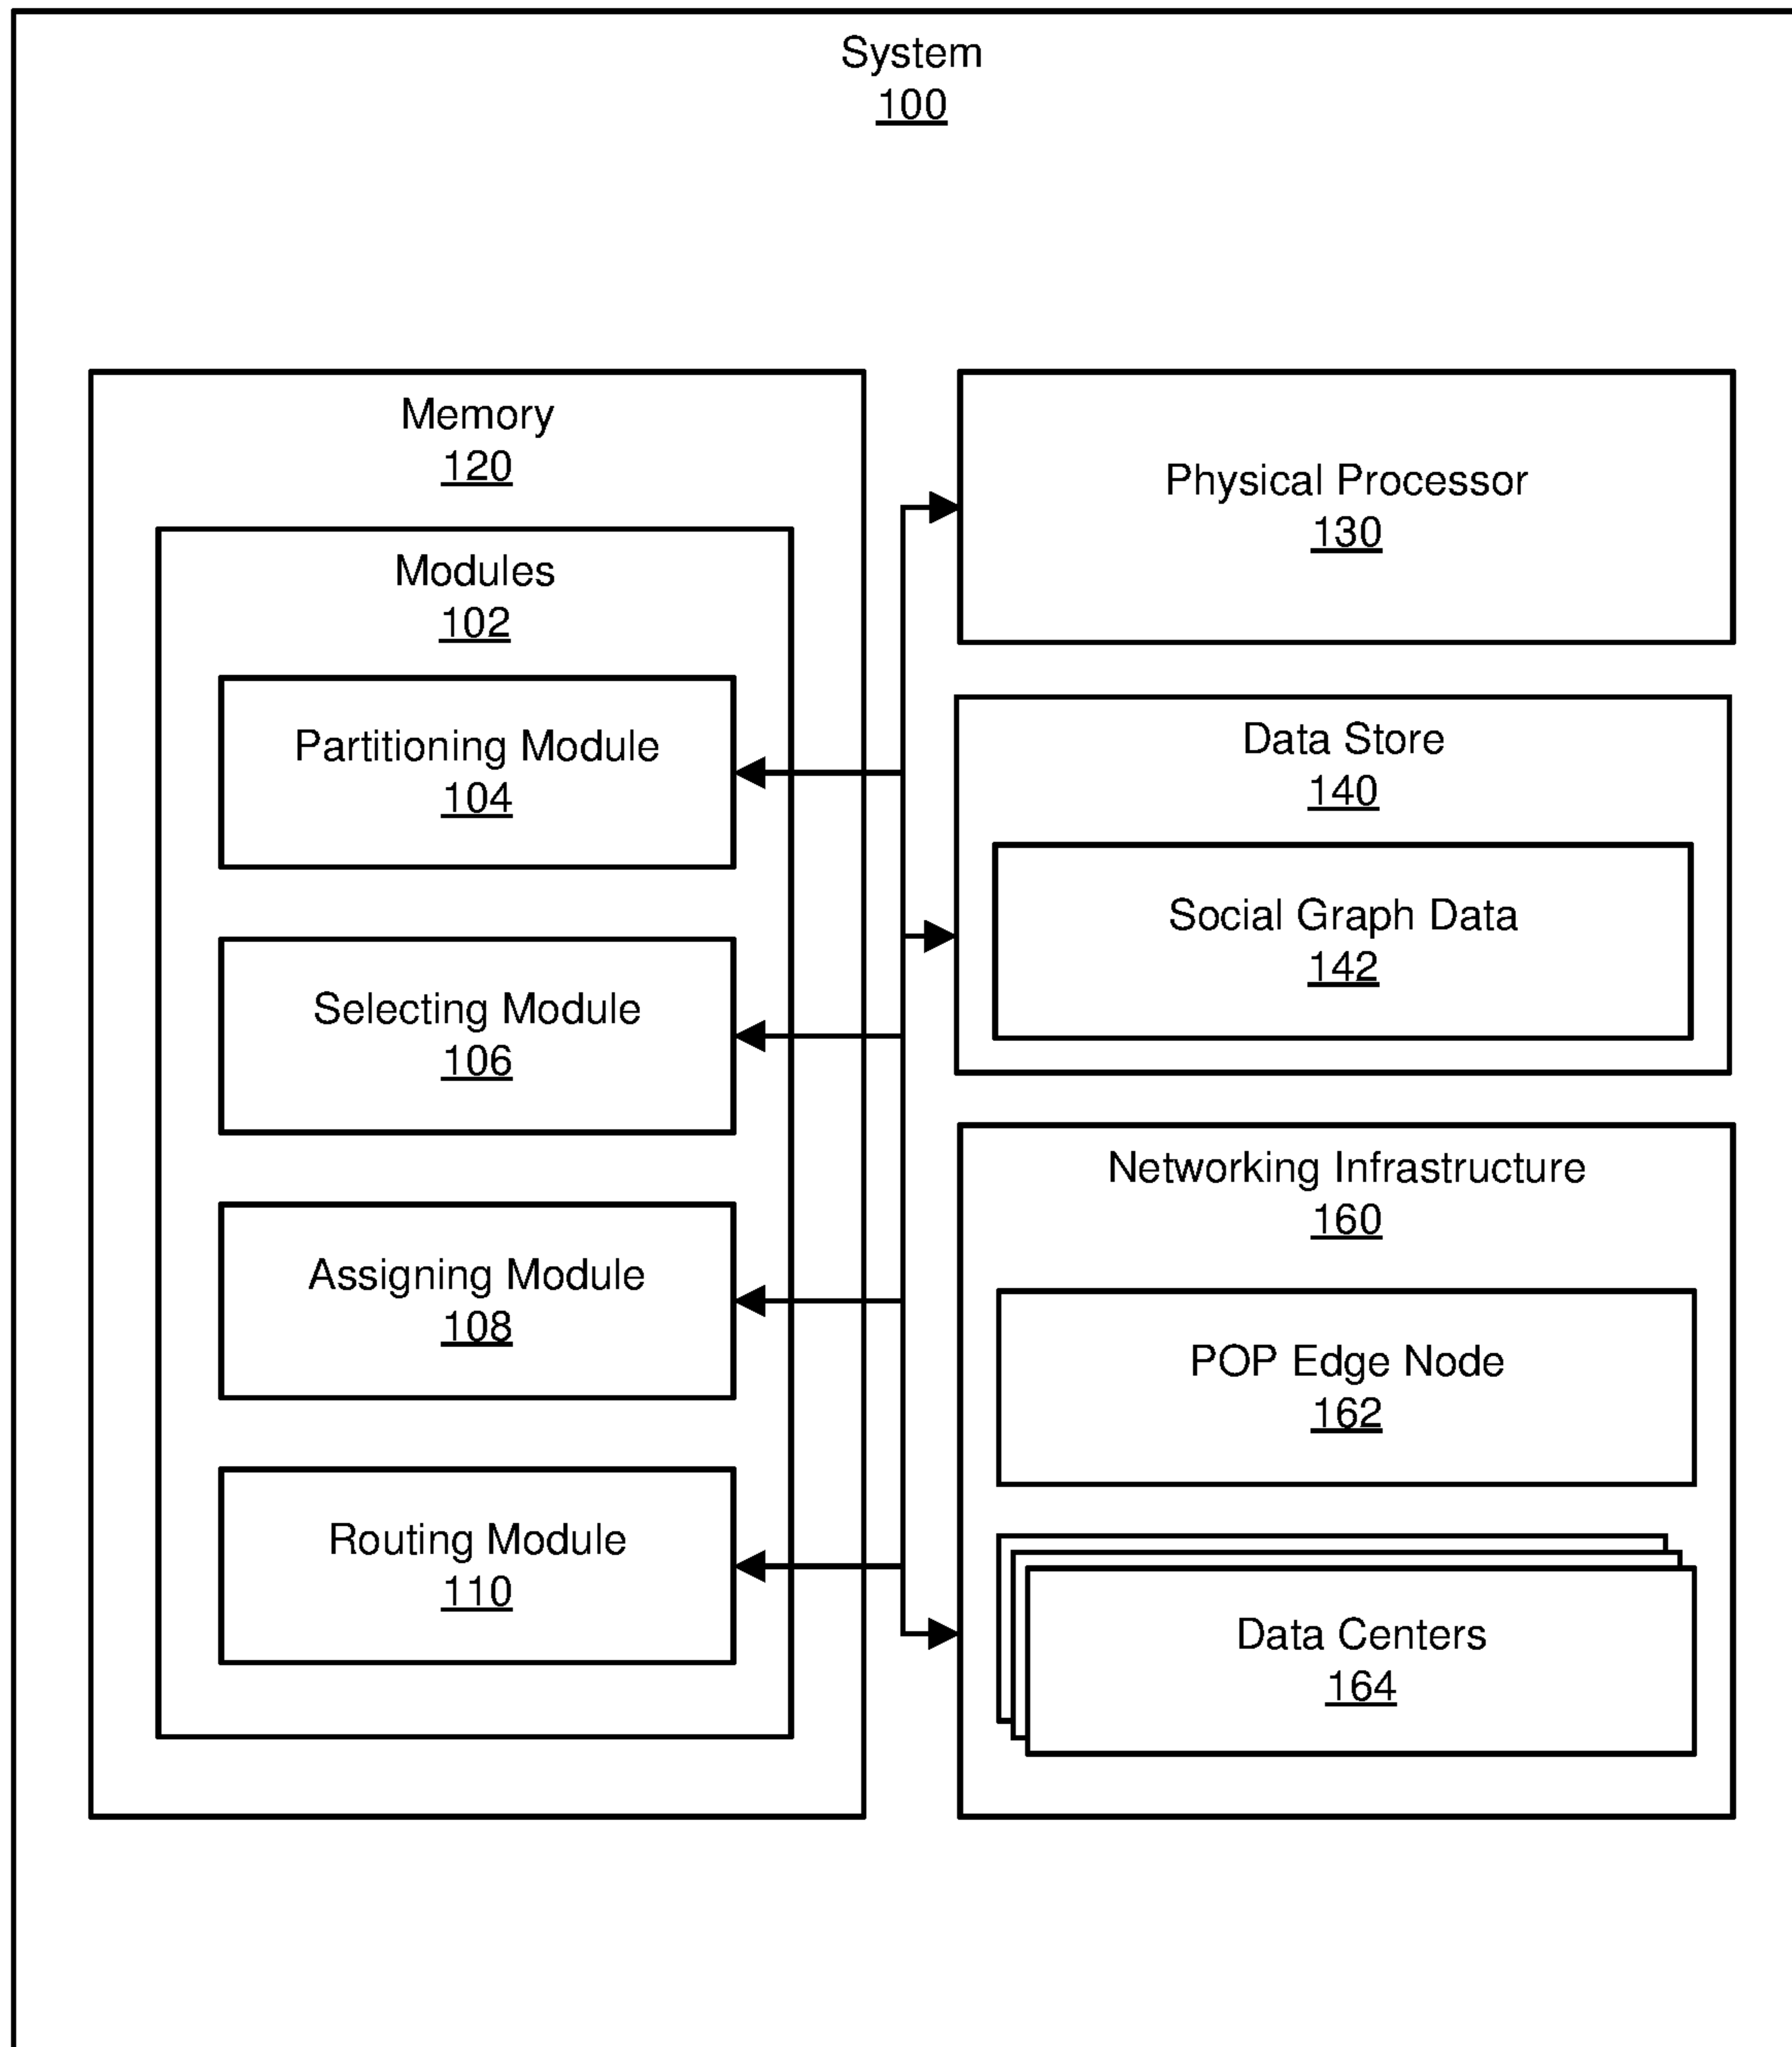 System
100
Memory
120
Modules
102
Partitioning Module
104
Selecting Module
106
Assigning Module
108
Routing Module
110
Physical Processor
130
Data Store
140
Social Graph Data
142
Networking Infrastructure
160
POP Edge Node
162
Data Centers
164